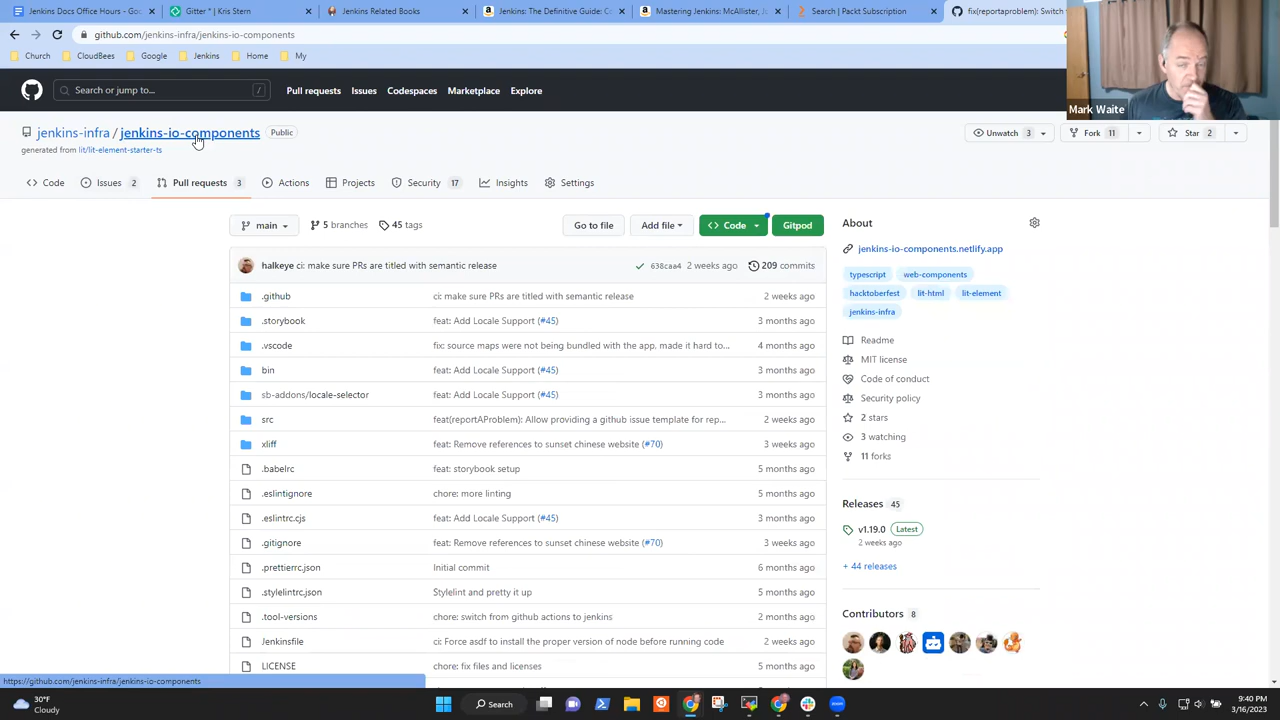 Jenkins Docs Office Hours - Goo
Gitter * Kris Stern
Jenkins Related Books
Jenkins: The Definitive Guide: Co
Mastering Jenkins: McAllister, Jo
Search | Packt Subscription
fix(reportaproblem): Switch
github.com/jenkins-infra/jenkins-io-components
Church
CloudBees
Google
Jenkins
Home
My
Search or jump to...
/
Pull requests
Issues
Codespaces
Marketplace
Explore
Mark Waite
jenkins-infra / jenkins-io-components
Public
generated from lit/lit-element-starter-ts
Unwatch 3
Fork 11
Star 2
Code
Issues 2
Pull requests 3
Actions
Projects
Security 17
Insights
Settings
main
5 branches
45 tags
Go to file
Add file
Code
Gitpod
halkeye ci: make sure PRs are titled with semantic release
638caa4 2 weeks ago
209 commits
.github ci: make sure PRs are titled with semantic release 2 weeks ago
.storybook feat: Add Locale Support (#45) 3 months ago
.vscode fix: source maps were not being bundled with the app, made it hard to... 4 months ago
bin feat: Add Locale Support (#45) 3 months ago
sb-addons/locale-selector feat: Add Locale Support (#45) 3 months ago
src feat(reportAProblem): Allow providing a github issue template for rep... 2 weeks ago
xliff feat: Remove references to sunset chinese website (#70) 3 weeks ago
.babelrc feat: storybook setup 5 months ago
.eslintignore chore: more linting 5 months ago
.eslintrc.cjs feat: Add Locale Support (#45) 3 months ago
.gitignore feat: Remove references to sunset chinese website (#70) 3 weeks ago
.prettierrc.json Initial commit 6 months ago
.stylelintrc.json Stylelint and pretty it up 5 months ago
.tool-versions chore: switch from github actions to jenkins 2 months ago
Jenkinsfile ci: Force asdf to install the proper version of node before running code 2 weeks ago
LICENSE chore: fix files and licenses 5 months ago
About
jenkins-io-components.netlify.app
typescript
web-components
hacktoberfest
lit-html
lit-element
jenkins-infra
Readme
MIT license
Code of conduct
Security policy
2 stars
3 watching
11 forks
Releases 45
v1.19.0 Latest
2 weeks ago
+ 44 releases
Contributors 8
https://github.com/jenkins-infra/jenkins-io-components
30°F
Cloudy
Search
9:40 PM
3/16/2023